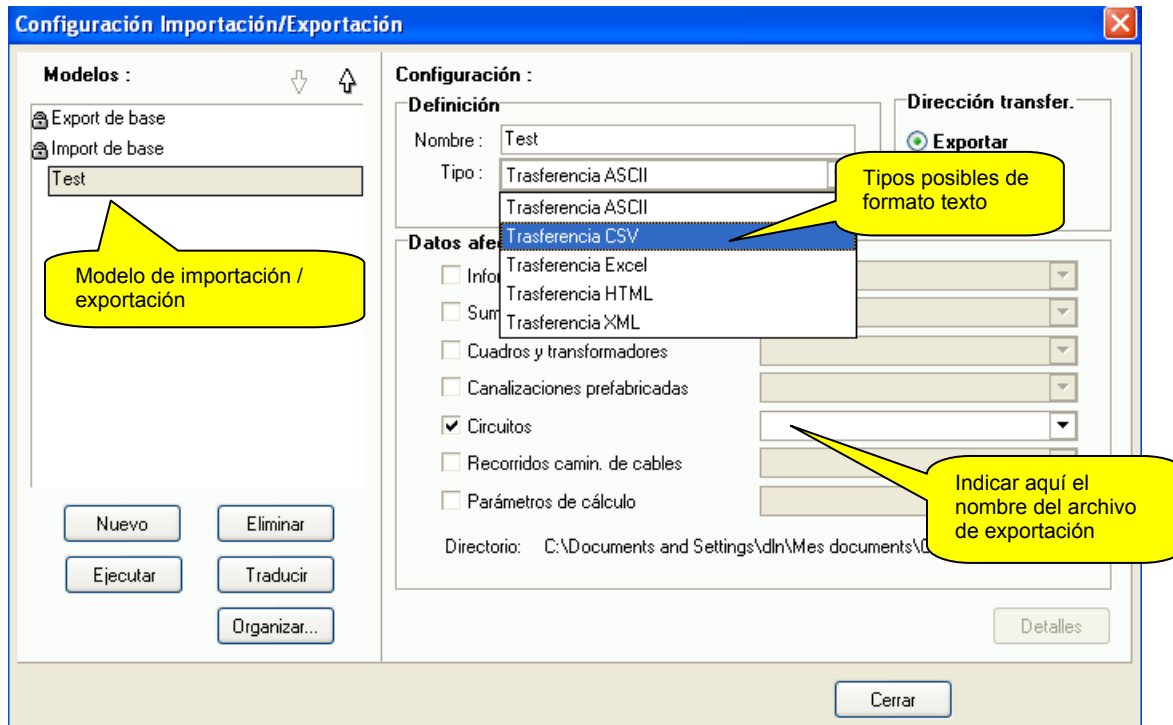 Configuración Importación/Exportación
Modelos :
Export de base
Import de base
Test
Modelo de importación /
exportación
Nuevo
Eliminar
Ejecutar
Traducir
Organizar...
Configuración :
Definición
Nombre :
Test
Tipo :
Trasferencia ASCII
Trasferencia ASCII
Trasferencia CSV
Trasferencia Excel
Trasferencia HTML
Trasferencia XML
Dirección transfer.
Exportar
Tipos posibles de
formato texto
Datos
Cuadros y transformadores
Canalizaciones prefabricadas
Circuitos
Recorridos camin. de cables
Parámetros de cálculo
Indicar aquí el
nombre del archivo
de exportación
Directorio: C:\Documents and Settings\dln\Mes documents\
Detalles
Cerrar